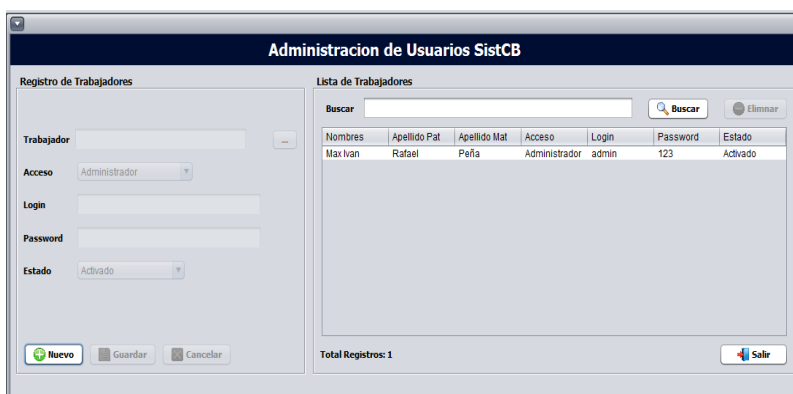 Administracion de Usuarios SistCB
Registro de Trabajadores
Trabajador
...
Acceso Administrador
Login
Password
Estado Activado
Nuevo Guardar Cancelar
Lista de Trabajadores
Buscar Buscar Elimnar
Nombres Apellido Pat Apellido Mat Acceso Login Password Estado
Max Ivan Rafael Peña Administrador admin 123 Activado
Total Registros: 1 Salir